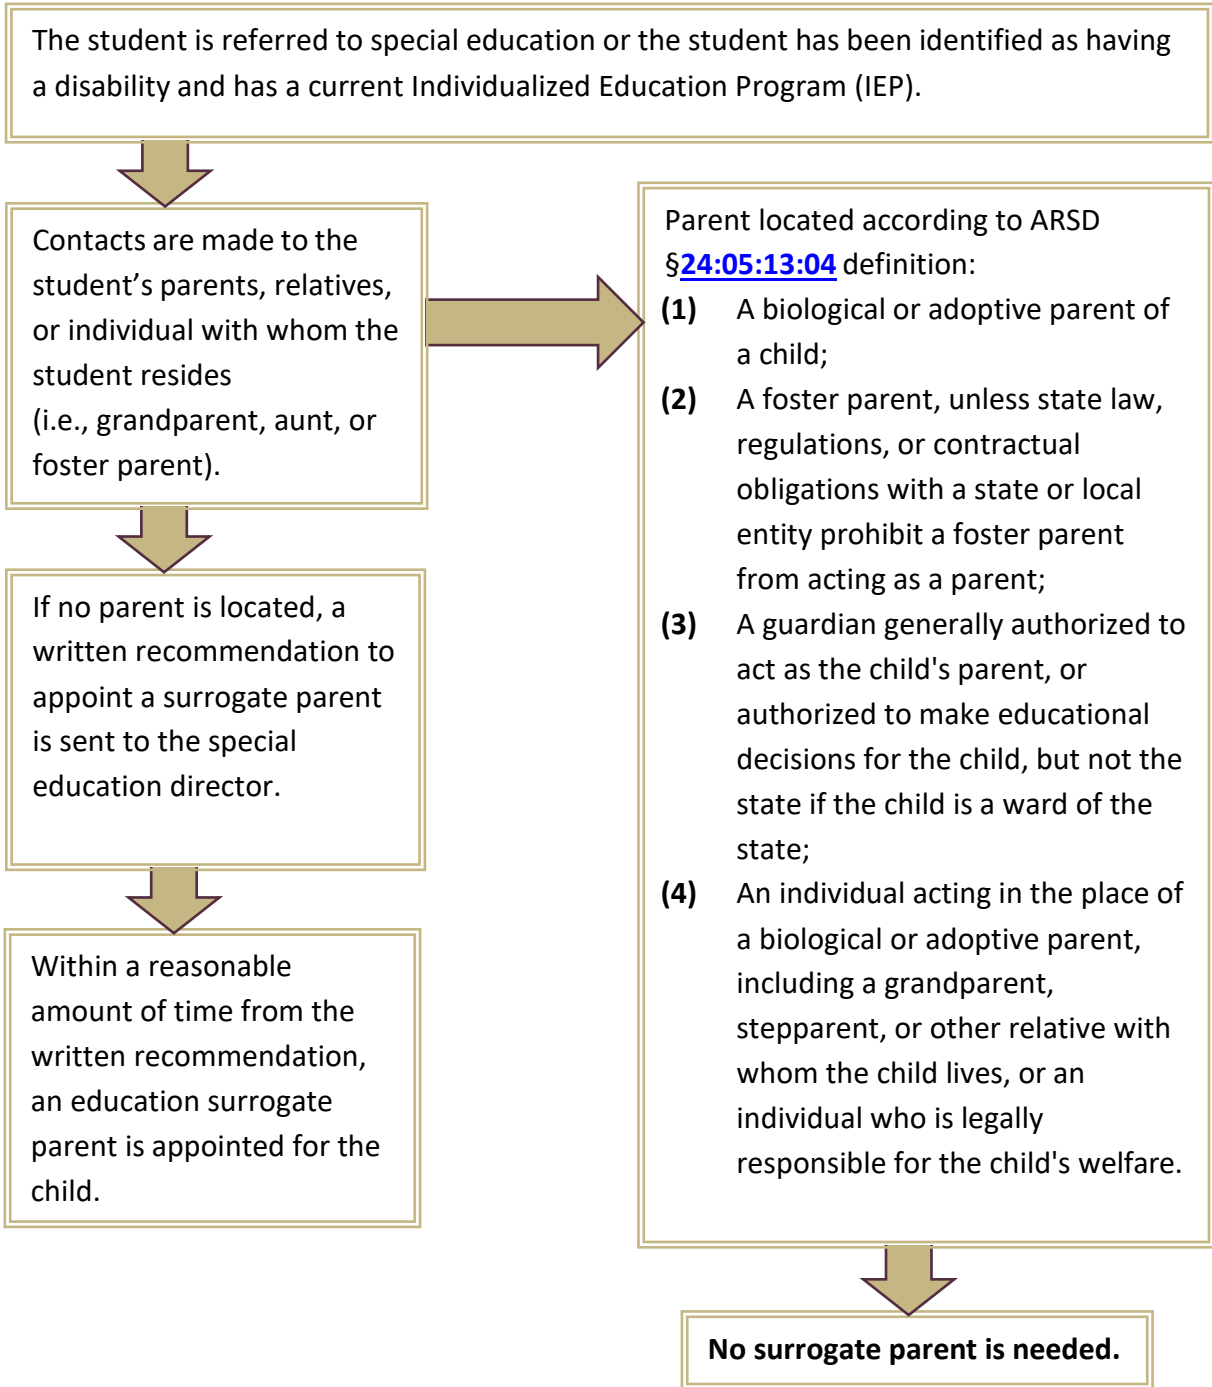 The student is referred to special education or the student has been identified as having
a disability and has a current Individualized Education Program (IEP).
Contacts are made to the
student’s parents, relatives,
or individual with whom the
student resides
(i.e., grandparent, aunt, or
foster parent).
If no parent is located, a
written recommendation to
appoint a surrogate parent
is sent to the special
education director.
Within a reasonable
amount of time from the
written recommendation,
an education surrogate
parent is appointed for the
child.
Parent located according to ARSD
§24:05:13:04 definition:
(1) A biological or adoptive parent of
a child;
(2) A foster parent, unless state law,
regulations, or contractual
obligations with a state or local
entity prohibit a foster parent
from acting as a parent;
(3) A guardian generally authorized to
act as the child's parent, or
authorized to make educational
decisions for the child, but not the
state if the child is a ward of the
state;
(4) An individual acting in the place of
a biological or adoptive parent,
including a grandparent,
stepparent, or other relative with
whom the child lives, or an
individual who is legally
responsible for the child's welfare.
No surrogate parent is needed.